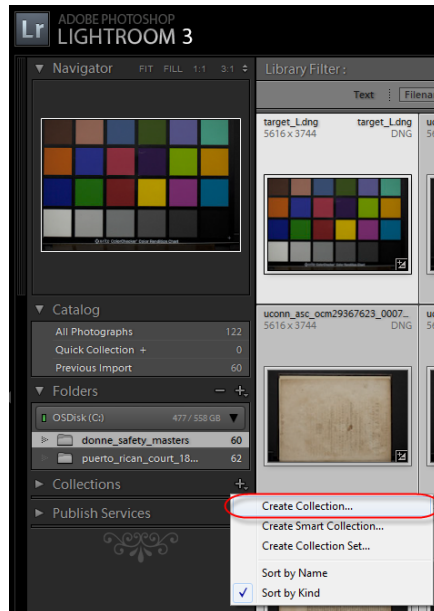 Lr ADOBE PHOTOSHOP
LIGHTROOM 3
Navigator FIT FILL 1:1 3:1
Library Filter :
Text Filena
target_L.dng target_L.dng
5616 x 3744 DNG
Catalog
All Photographs 122
Quick Collection + 0
Previous Import 60
uconn_asc_ocm29367623_0007...
5616 x 3744 DNG
Folders − +
OSDisk (C:) 477 / 558 GB
donne_safety_masters 60
puerto_rican_court_18... 62
Collections +
Publish Services
Create Collection...
Create Smart Collection...
Create Collection Set...
Sort by Name
✓ Sort by Kind